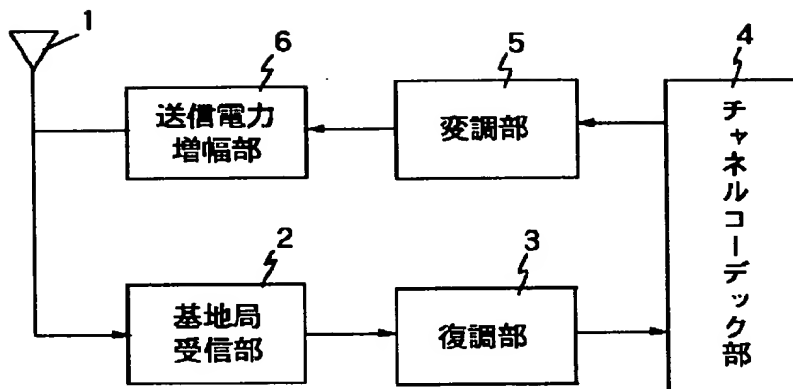 1
6
送信電力
増幅部
5
変調部
4
チャネルコーデック部
2
基地局
受信部
3
復調部